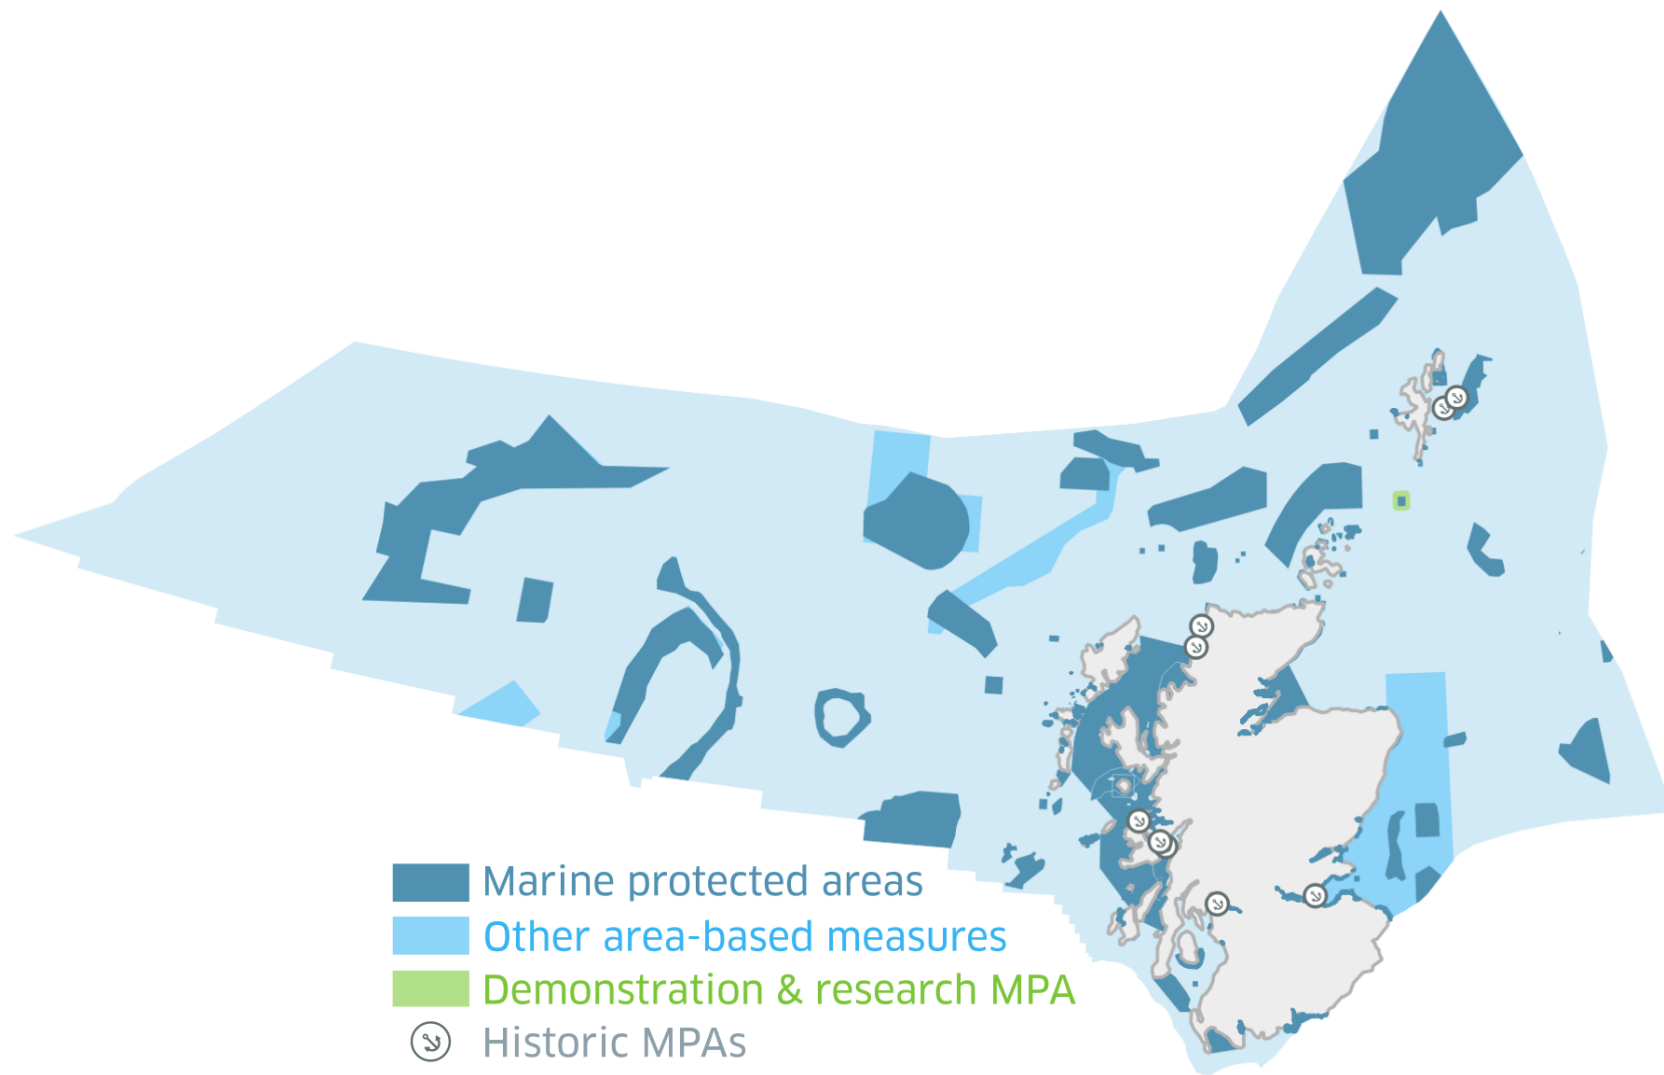 Marine protected areas
Other area-based measures
Demonstration & research MPA
Historic MPAs